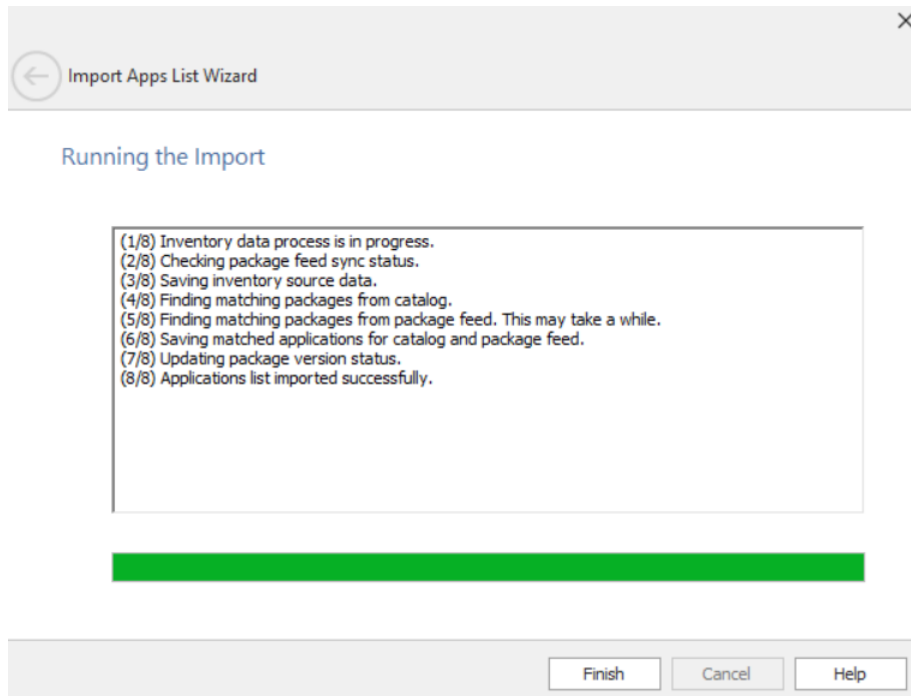 Import Apps List Wizard
Running the Import
(1/8) Inventory data process is in progress.
(2/8) Checking package feed sync status.
(3/8) Saving inventory source data.
(4/8) Finding matching packages from catalog.
(5/8) Finding matching packages from package feed. This may take a while.
(6/8) Saving matched applications for catalog and package feed.
(7/8) Updating package version status.
(8/8) Applications list imported successfully.
Finish Cancel Help